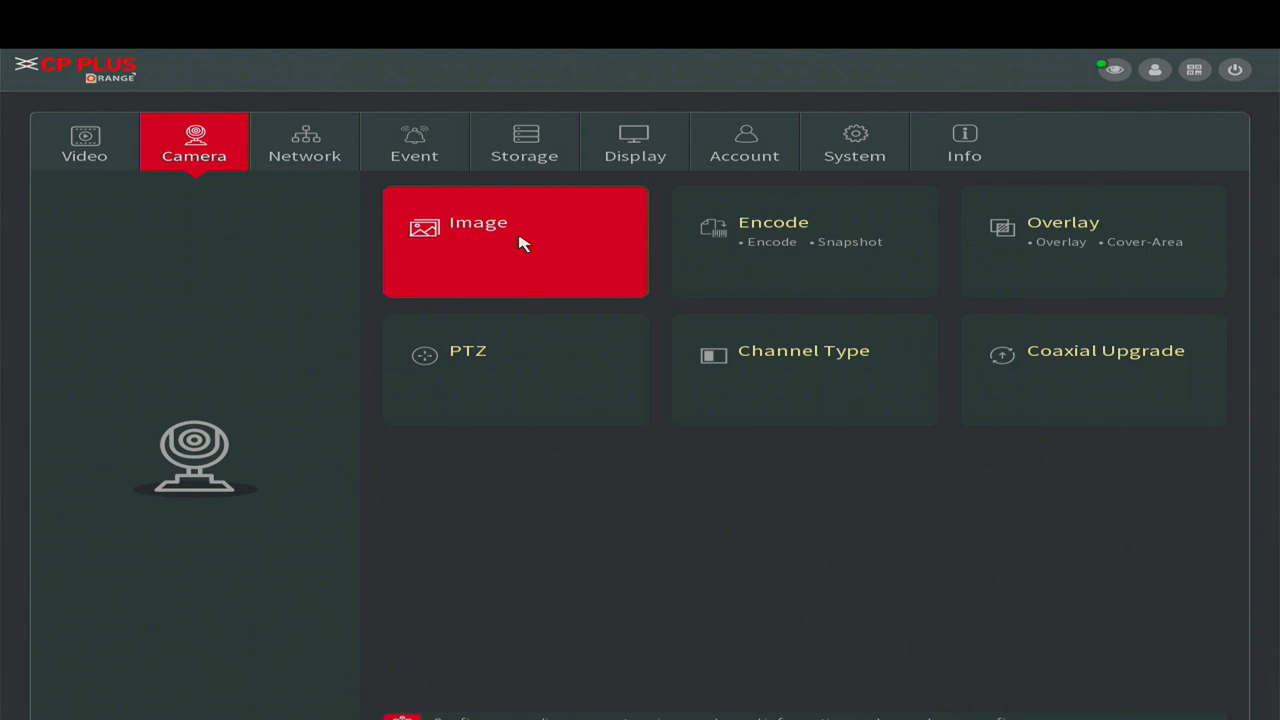 CP PLUS
ORANGE
Video
Camera
Network
Event
Storage
Display
Account
System
Info
Image
Encode
• Encode • Snapshot
Overlay
• Overlay • Cover-Area
PTZ
Channel Type
Coaxial Upgrade